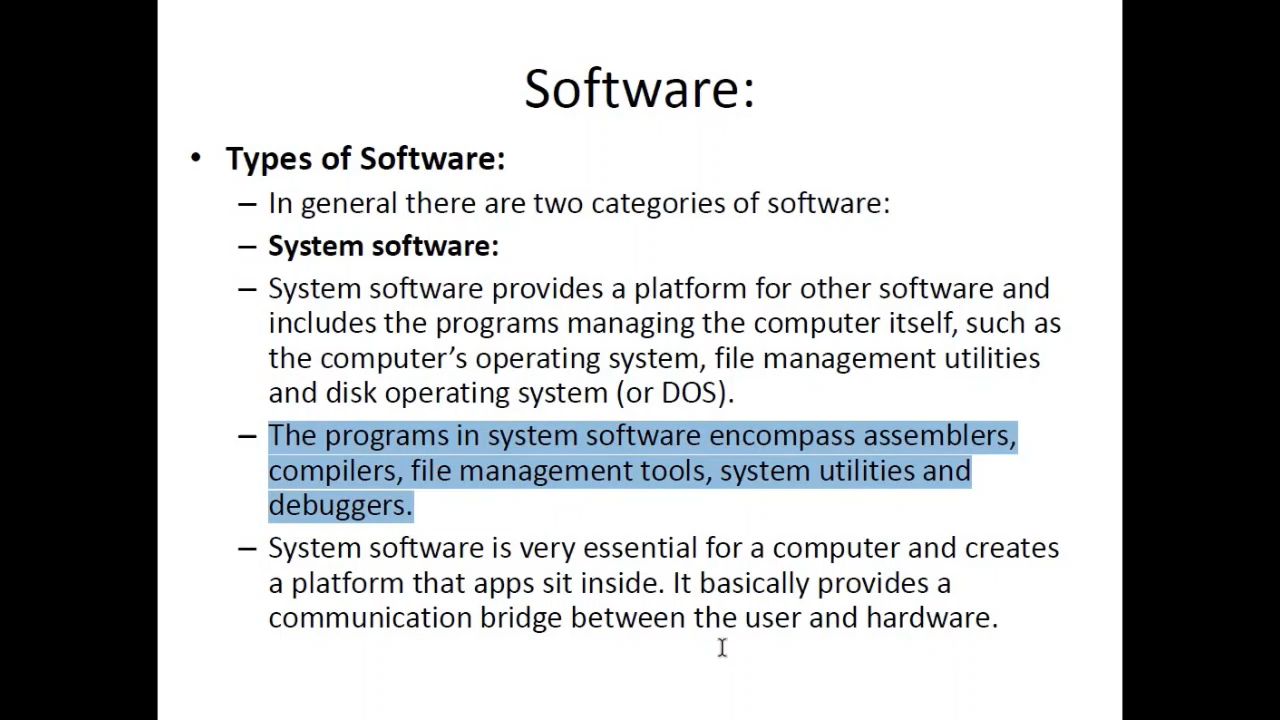 Software:
• Types of Software:
– In general there are two categories of software:
– System software:
– System software provides a platform for other software and
includes the programs managing the computer itself, such as
the computer’s operating system, file management utilities
and disk operating system (or DOS).
– The programs in system software encompass assemblers,
compilers, file management tools, system utilities and
debuggers.
– System software is very essential for a computer and creates
a platform that apps sit inside. It basically provides a
communication bridge between the user and hardware.